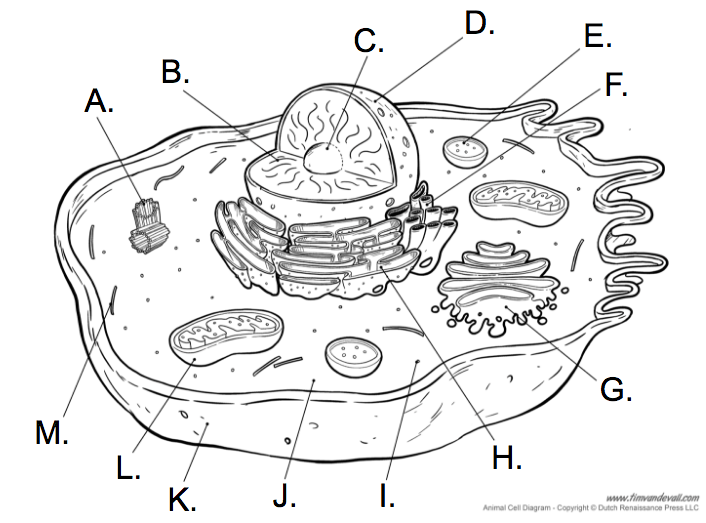 C.
D.
E.
B.
F.
A.
G.
M.
H.
L.
K.
J.
I.
www.timvandevall.com
Animal Cell Diagram - Copyright © Dutch Renaissance Press LLC